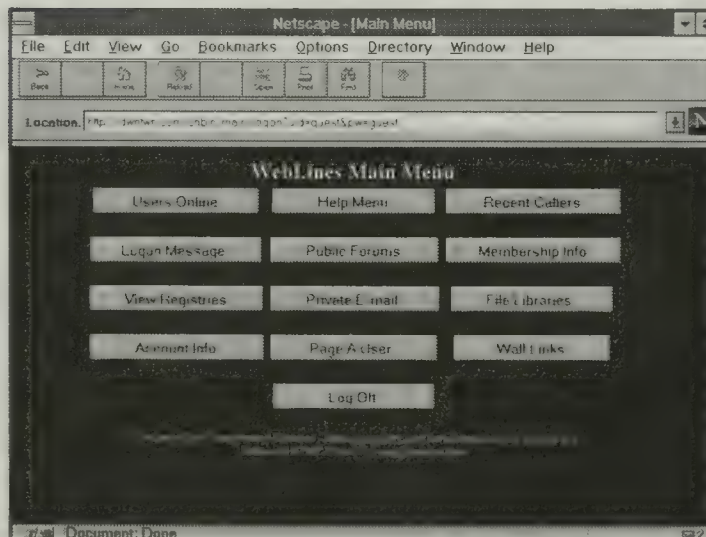 Netscape - [Main Menu]
File Edit View Go Bookmarks Options Directory Window Help
Back Home Reload Open Print Find
Location:
WebLines Main Menu
Users Online Help Menu Recent Callers
Logon Message Public Forums Membership Info
View Registries Private E-mail File Libraries
Account Info Page A User Wall Links
Log Off
Document: Done